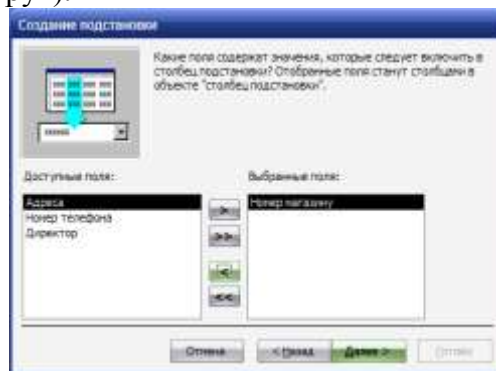 рул).
Создание подстановки
Какие поля содержат значения, которые следует включить в
столбец подстановки? Отобранные поля станут столбцами в
объекте "столбец подстановки".
Доступные поля:
Выбранные поля:
Адреса
Номер телефона
Директор
Номер магазину
>
>>
<
<<
Отмена
< Назад
Далее >
Готово